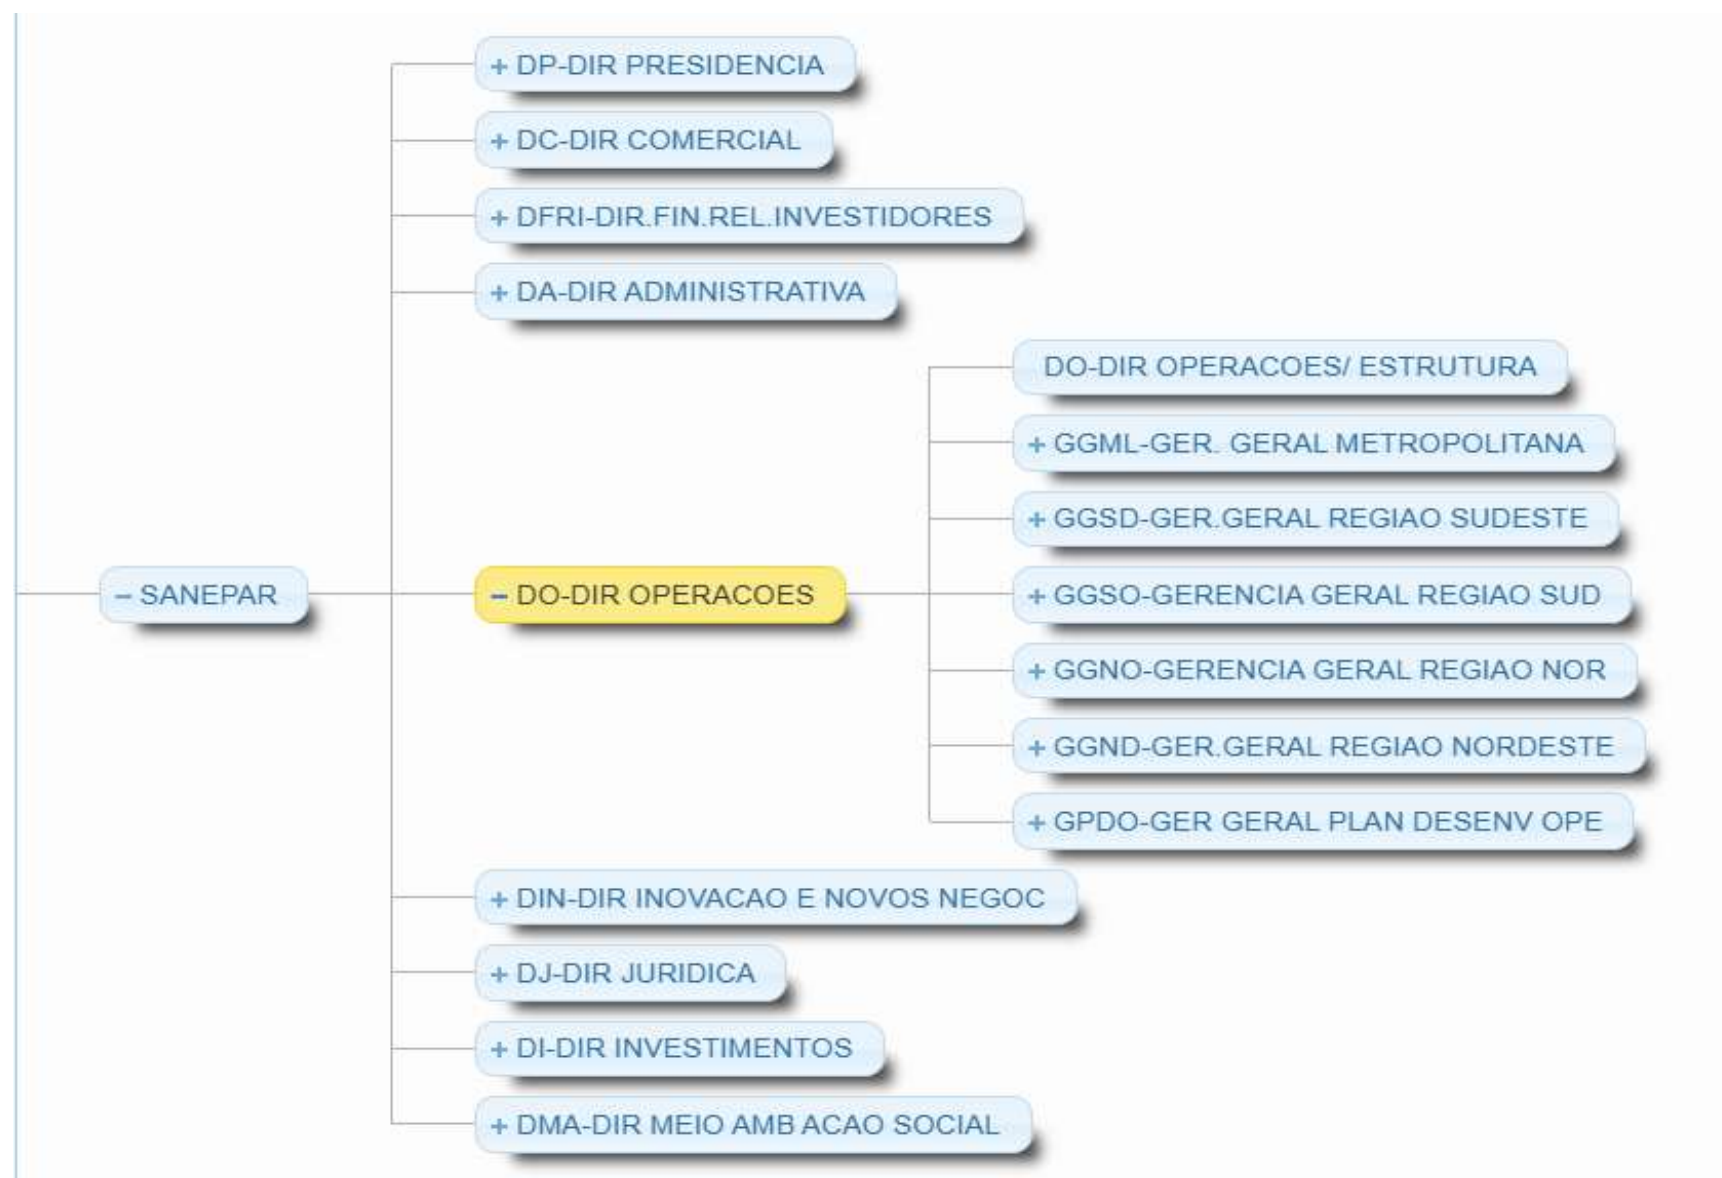 + DP-DIR PRESIDENCIA
+ DC-DIR COMERCIAL
+ DFRI-DIR.FIN.REL.INVESTIDORES
+ DA-DIR ADMINISTRATIVA
DO-DIR OPERACOES/ ESTRUTURA
+ GGML-GER. GERAL METROPOLITANA
+ GGSD-GER.GERAL REGIAO SUDESTE
– SANEPAR
– DO-DIR OPERACOES
+ GGSO-GERENCIA GERAL REGIAO SUD
+ GGNO-GERENCIA GERAL REGIAO NOR
+ GGND-GER.GERAL REGIAO NORDESTE
+ GPDO-GER GERAL PLAN DESENV OPE
+ DIN-DIR INOVACAO E NOVOS NEGOC
+ DJ-DIR JURIDICA
+ DI-DIR INVESTIMENTOS
+ DMA-DIR MEIO AMB ACAO SOCIAL